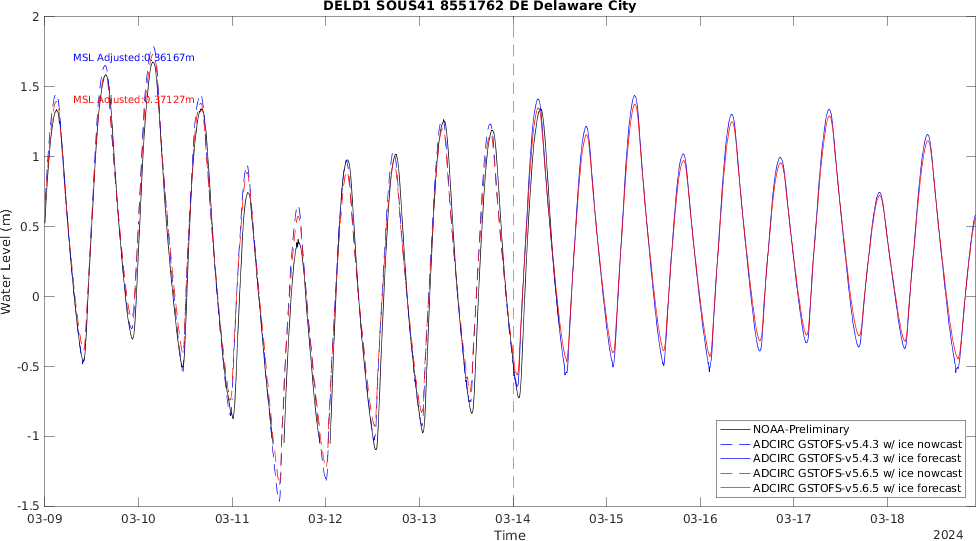 DELD1 SOUS41 8551762 DE Delaware City
2
1.5
1
0.5
0
-0.5
-1
-1.5
Water Level (m)
MSL Adjusted:0.36167m
MSL Adjusted:0.37127m
NOAA-Preliminary
ADCIRC GSTOFS-v5.4.3 w/ ice nowcast
ADCIRC GSTOFS-v5.4.3 w/ ice forecast
ADCIRC GSTOFS-v5.6.5 w/ ice nowcast
ADCIRC GSTOFS-v5.6.5 w/ ice forecast
03-09 03-10 03-11 03-12 03-13 03-14 03-15 03-16 03-17 03-18
Time
2024